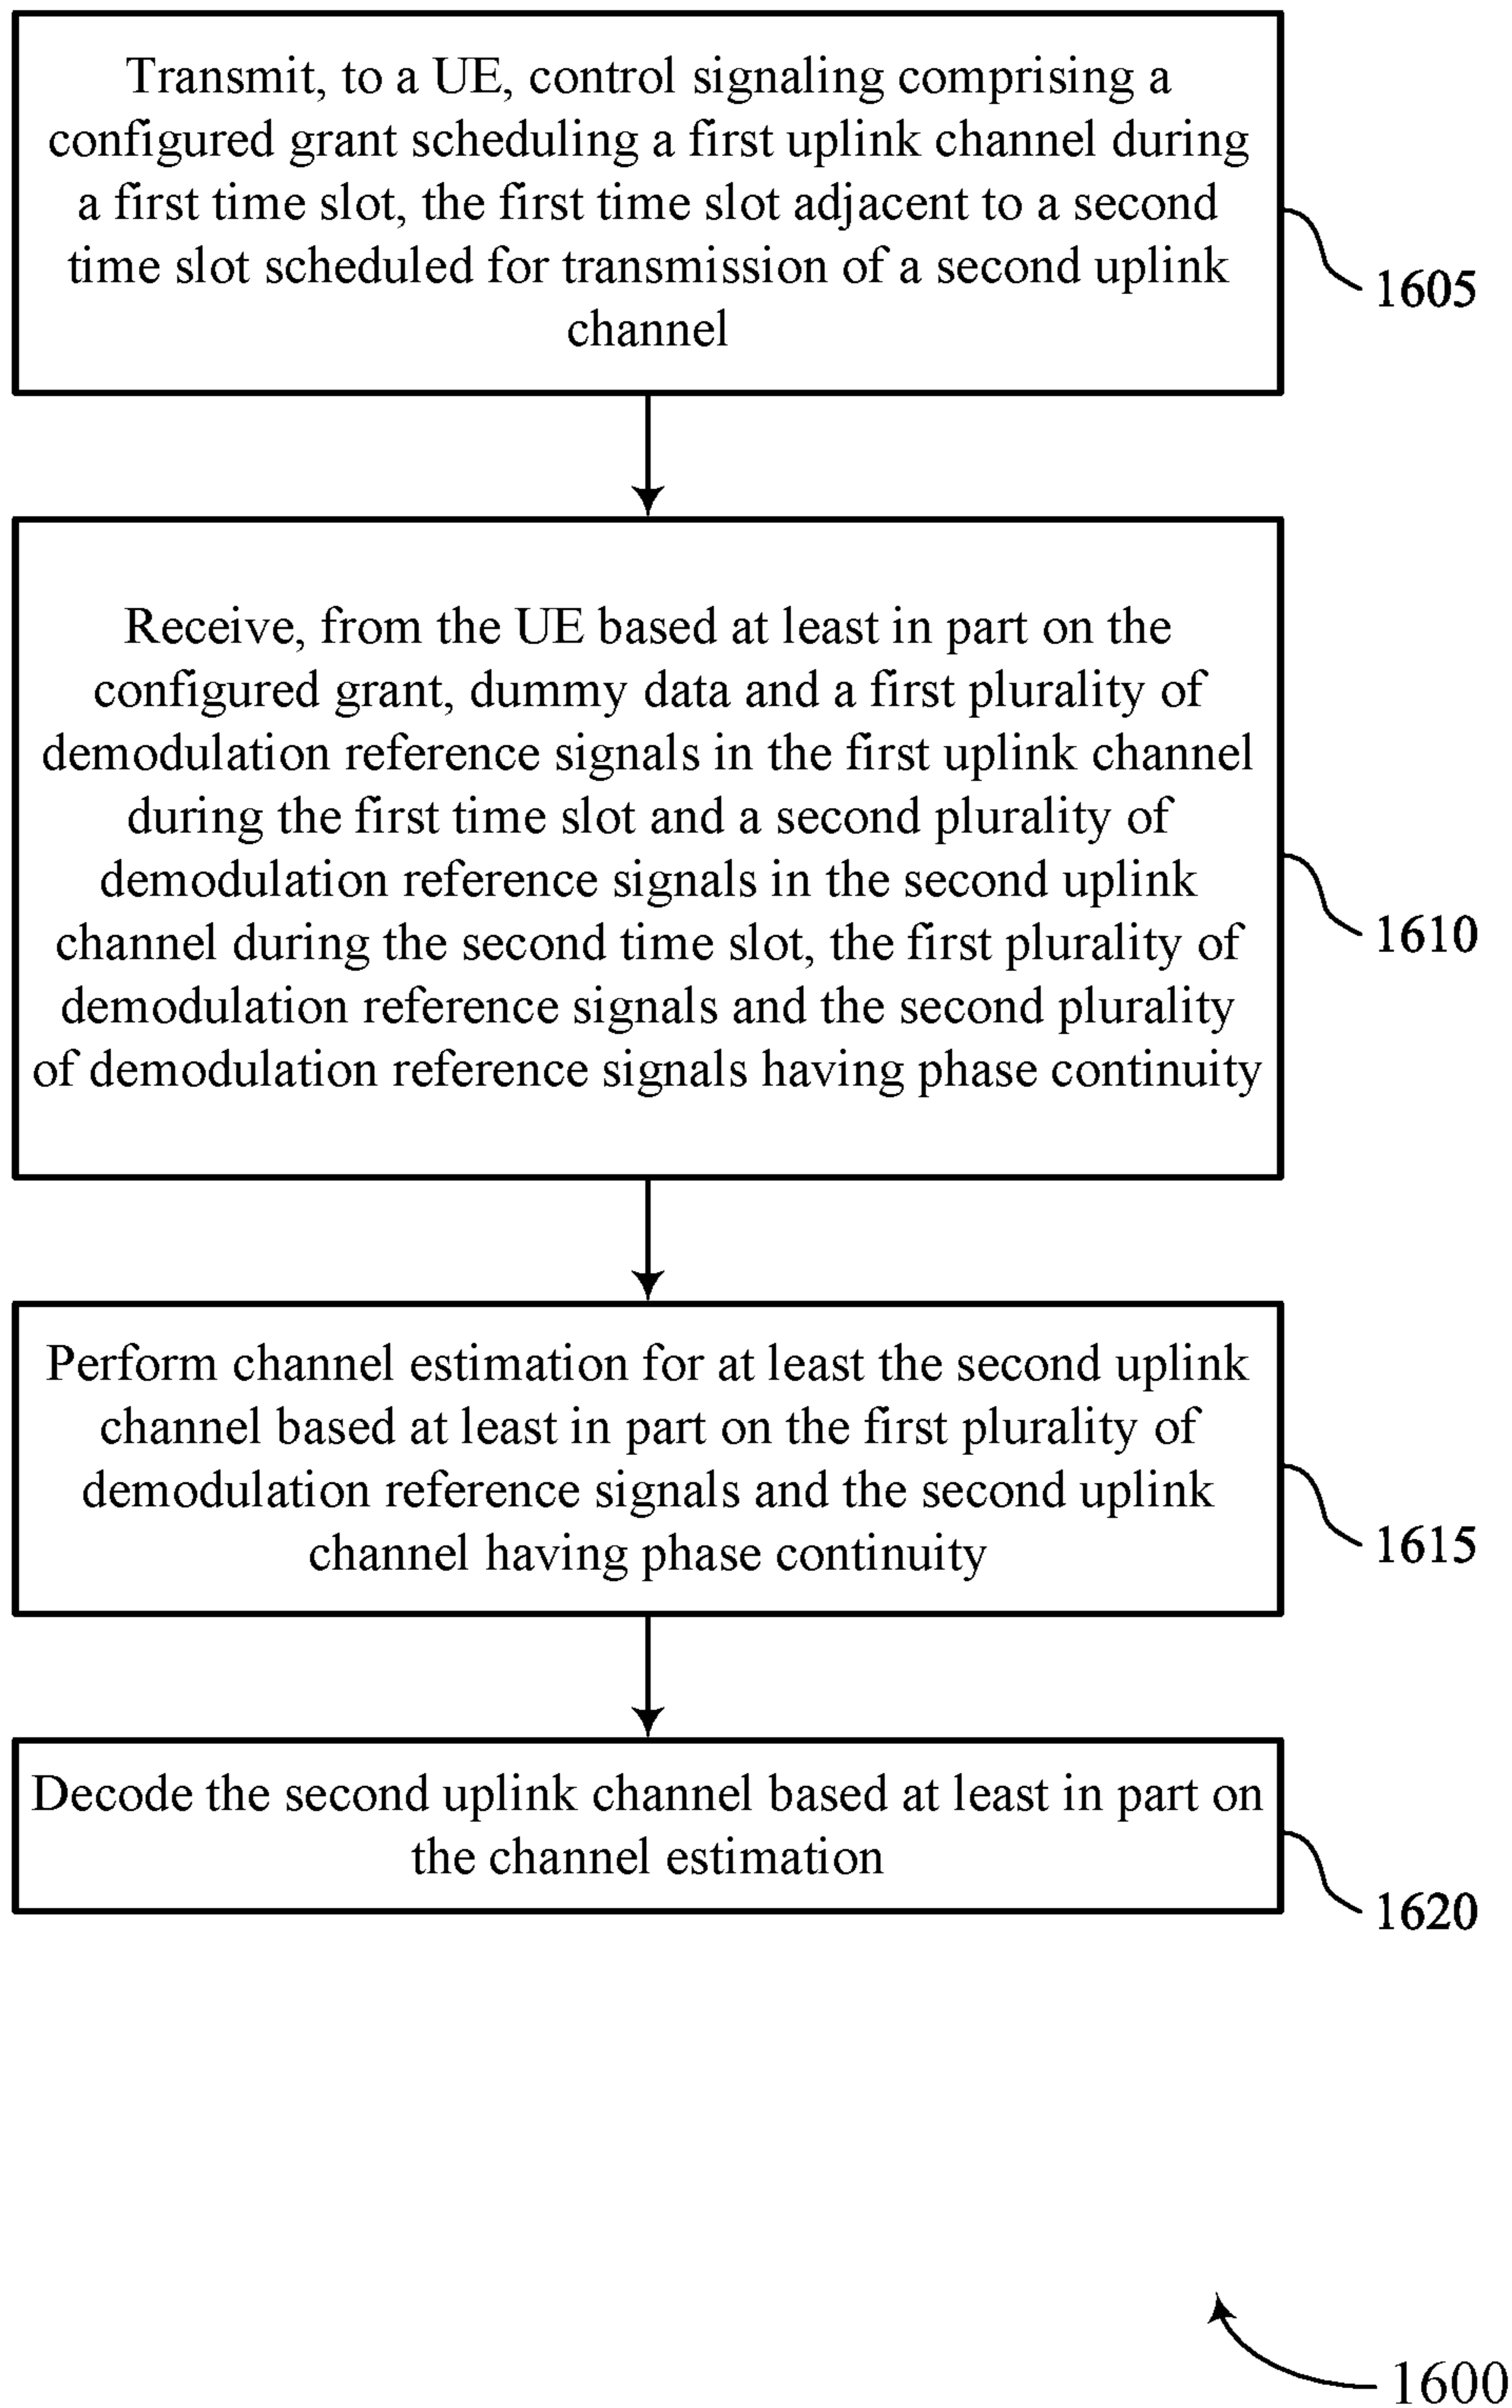 Transmit, to a UE, control signaling comprising a
configured grant scheduling a first uplink channel during
a first time slot, the first time slot adjacent to a second
time slot scheduled for transmission of a second uplink
channel
1605
Receive, from the UE based at least in part on the
configured grant, dummy data and a first plurality of
demodulation reference signals in the first uplink channel
during the first time slot and a second plurality of
demodulation reference signals in the second uplink
channel during the second time slot, the first plurality of
demodulation reference signals and the second plurality
of demodulation reference signals having phase continuity
1610
Perform channel estimation for at least the second uplink
channel based at least in part on the first plurality of
demodulation reference signals and the second uplink
channel having phase continuity
1615
Decode the second uplink channel based at least in part on
the channel estimation
1620
1600